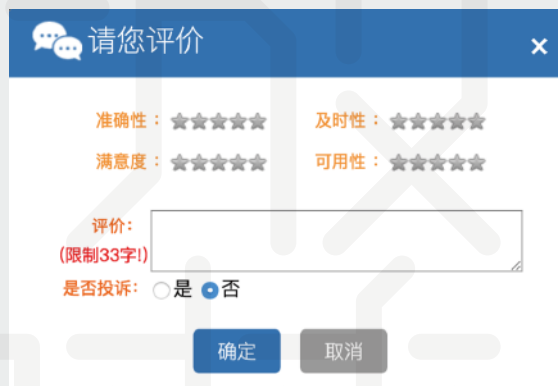 请您评价
准确性： 及时性：
满意度： 可用性：
评价:
(限制33字!)
是否投诉: 是 否
确定 取消